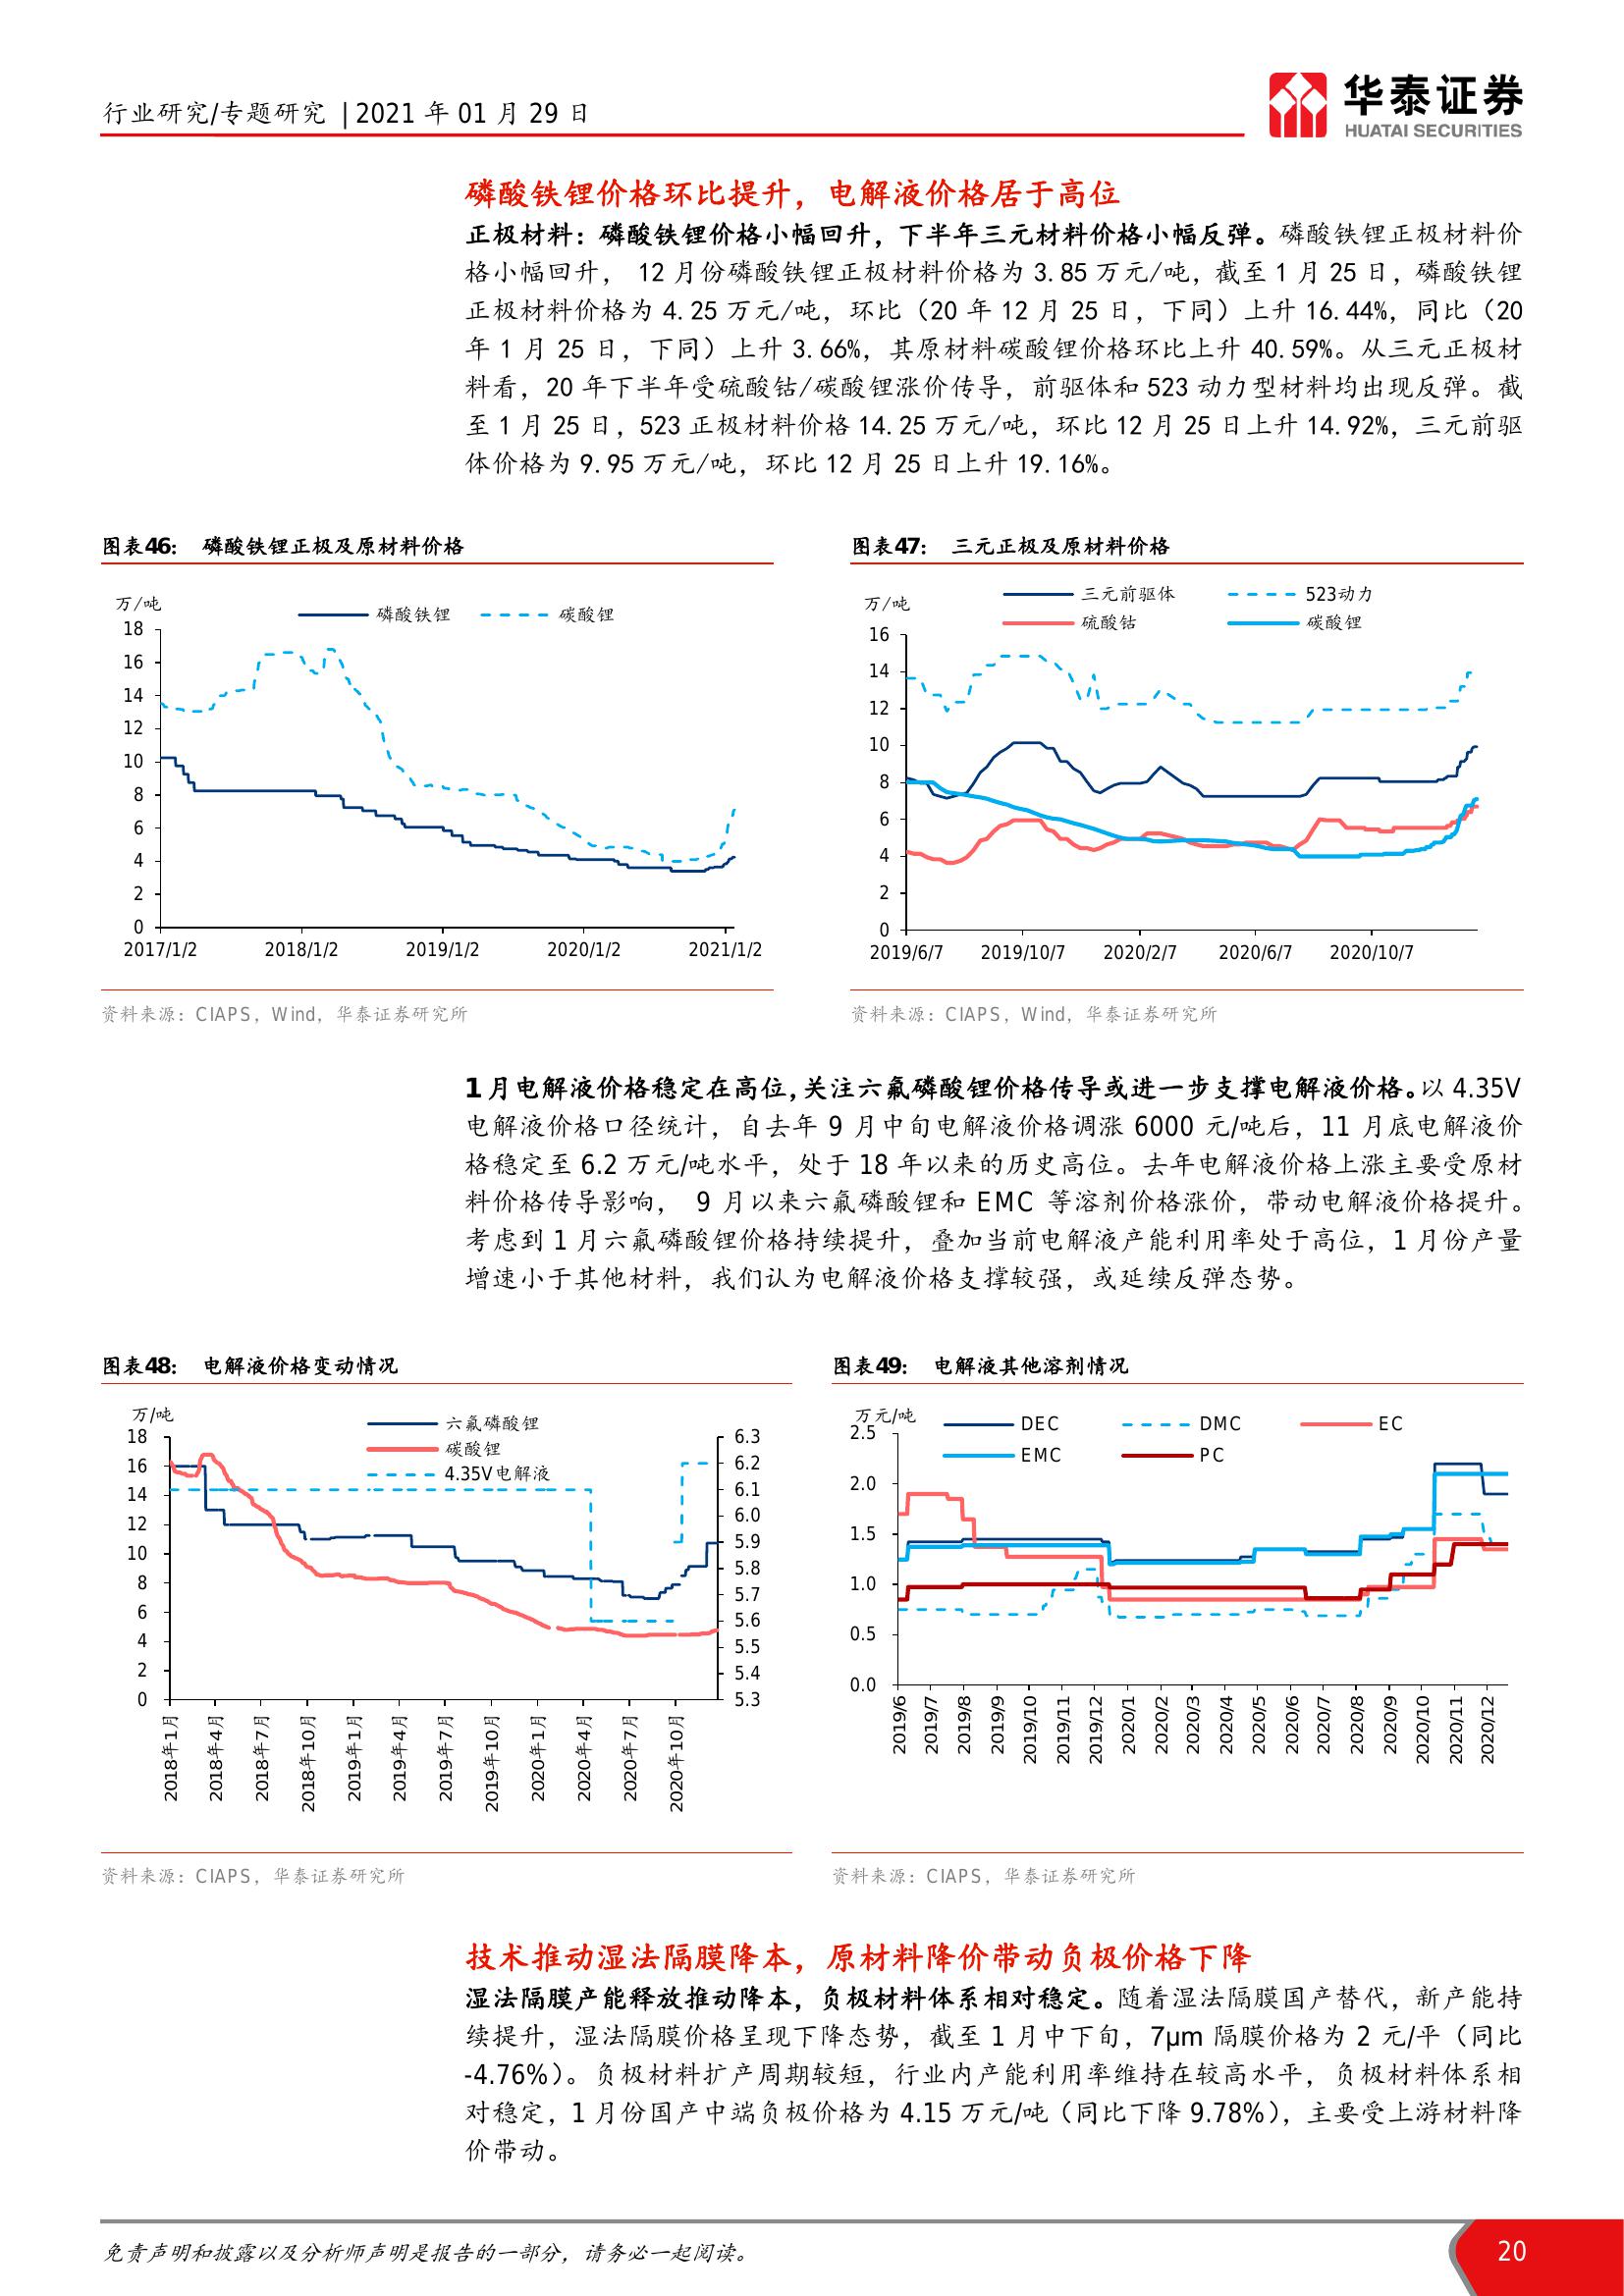 行业研究/专题研究 | 2021 年 01 月 29 日
华泰证券
HUATAI SECURITIES
磷酸铁锂价格环比提升，电解液价格居于高位
正极材料：磷酸铁锂价格小幅回升，下半年三元材料价格小幅反弹。磷酸铁锂正极材料价
格小幅回升， 12 月份磷酸铁锂正极材料价格为 3.85 万元/吨，截至 1 月 25 日，磷酸铁锂
正极材料价格为 4.25 万元/吨，环比（20 年 12 月 25 日，下同）上升 16.44%，同比（20
年 1 月 25 日，下同）上升 3.66%，其原材料碳酸锂价格环比上升 40.59%。从三元正极材
料看，20 年下半年受硫酸钴/碳酸锂涨价传导，前驱体和 523 动力型材料均出现反弹。截
至 1 月 25 日，523 正极材料价格 14.25 万元/吨，环比 12 月 25 日上升 14.92%，三元前驱
体价格为 9.95 万元/吨，环比 12 月 25 日上升 19.16%。
图表46： 磷酸铁锂正极及原材料价格
万/吨
磷酸铁锂 碳酸锂
18
16
14
12
10
8
6
4
2
0
2017/1/2 2018/1/2 2019/1/2 2020/1/2 2021/1/2
资料来源：CIAPS，Wind，华泰证券研究所
图表47： 三元正极及原材料价格
万/吨
三元前驱体 523动力
硫酸钴 碳酸锂
16
14
12
10
8
6
4
2
0
2019/6/7 2019/10/7 2020/2/7 2020/6/7 2020/10/7
资料来源：CIAPS，Wind，华泰证券研究所
1 月电解液价格稳定在高位，关注六氟磷酸锂价格传导或进一步支撑电解液价格。以 4.35V
电解液价格口径统计，自去年 9 月中旬电解液价格调涨 6000 元/吨后，11 月底电解液价
格稳定至 6.2 万元/吨水平，处于 18 年以来的历史高位。去年电解液价格上涨主要受原材
料价格传导影响， 9 月以来六氟磷酸锂和 EMC 等溶剂价格涨价，带动电解液价格提升。
考虑到 1 月六氟磷酸锂价格持续提升，叠加当前电解液产能利用率处于高位，1 月份产量
增速小于其他材料，我们认为电解液价格支撑较强，或延续反弹态势。
图表48： 电解液价格变动情况
万/吨
六氟磷酸锂
碳酸锂
4.35V电解液
18
16
14
12
10
8
6
4
2
0
6.3
6.2
6.1
6.0
5.9
5.8
5.7
5.6
5.5
5.4
5.3
2018年1月 2018年4月 2018年7月 2018年10月 2019年1月 2019年4月 2019年7月 2019年10月 2020年1月 2020年4月 2020年7月 2020年10月
资料来源：CIAPS，华泰证券研究所
图表49： 电解液其他溶剂情况
万元/吨
DEC DMC EC
EMC PC
2.5
2.0
1.5
1.0
0.5
0.0
2019/6 2019/7 2019/8 2019/9 2019/10 2019/11 2019/12 2020/1 2020/2 2020/3 2020/4 2020/5 2020/6 2020/7 2020/8 2020/9 2020/10 2020/11 2020/12
资料来源：CIAPS，华泰证券研究所
技术推动湿法隔膜降本，原材料降价带动负极价格下降
湿法隔膜产能释放推动降本，负极材料体系相对稳定。随着湿法隔膜国产替代，新产能持
续提升，湿法隔膜价格呈现下降态势，截至 1 月中下旬，7μm 隔膜价格为 2 元/平（同比
-4.76%）。负极材料扩产周期较短，行业内产能利用率维持在较高水平，负极材料体系相
对稳定，1 月份国产中端负极价格为 4.15 万元/吨（同比下降 9.78%），主要受上游材料降
价带动。
免责声明和披露以及分析师声明是报告的一部分，请务必一起阅读。
20